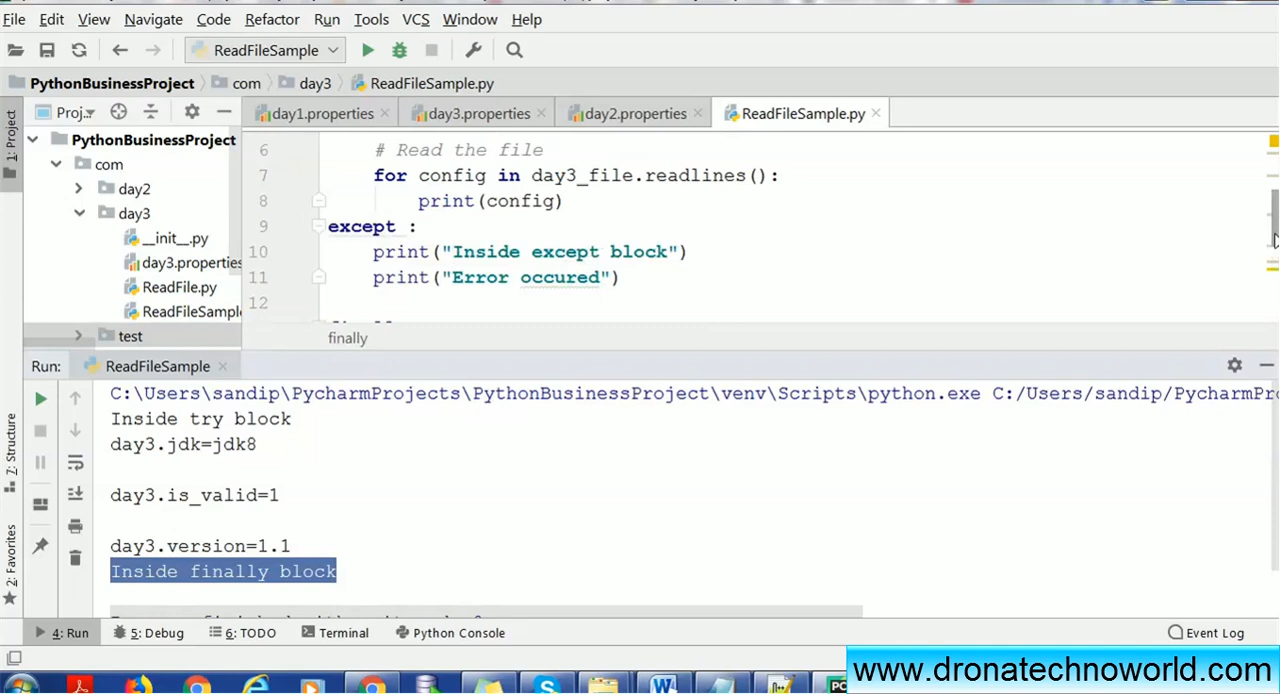 File Edit View Navigate Code Refactor Run Tools VCS Window Help
ReadFileSample
PythonBusinessProject com day3 ReadFileSample.py
1: Project
Proj..
day1.properties day3.properties day2.properties ReadFileSample.py
PythonBusinessProject
com
day2
day3
__init__.py
day3.properties
ReadFile.py
ReadFileSampl
test
6 # Read the file
7 for config in day3_file.readlines():
8 print(config)
9 except :
10 print("Inside except block")
11 print("Error occured")
12
finally
Run: ReadFileSample
C:\Users\sandip\PycharmProjects\PythonBusinessProject\venv\Scripts\python.exe C:/Users/sandip/PycharmPro
Inside try block
day3.jdk=jdk8
day3.is_valid=1
day3.version=1.1
Inside finally block
7: Structure
2: Favorites
4: Run 5: Debug 6: TODO Terminal Python Console Event Log
www.dronatechnoworld.com
PC